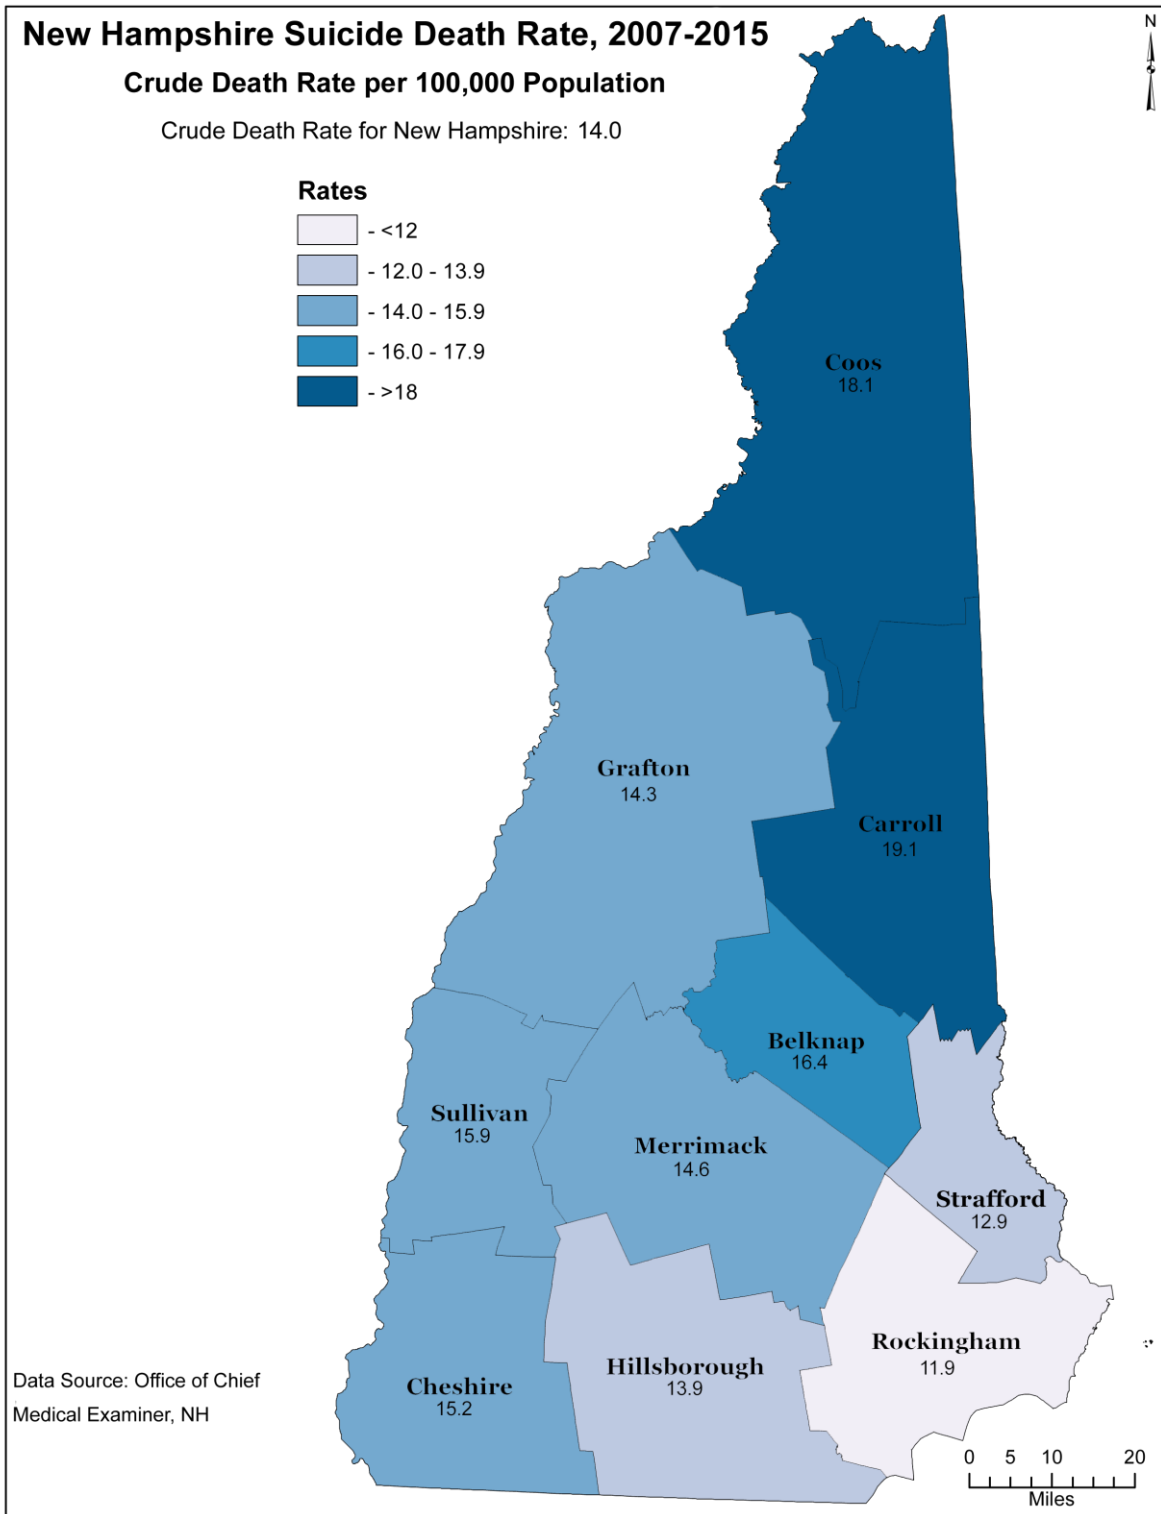 New Hampshire Suicide Death Rate, 2007-2015
N
Crude Death Rate per 100,000 Population
Crude Death Rate for New Hampshire: 14.0
Rates
- <12
- 12.0 - 13.9
- 14.0 - 15.9
- 16.0 - 17.9
- >18
Coos
18.1
Grafton
14.3
Carroll
19.1
Belknap
16.4
Sullivan
15.9
Merrimack
14.6
Strafford
12.9
Rockingham
11.9
Hillsborough
13.9
Cheshire
15.2
Data Source: Office of Chief
Medical Examiner, NH
0 5 10 20
Miles